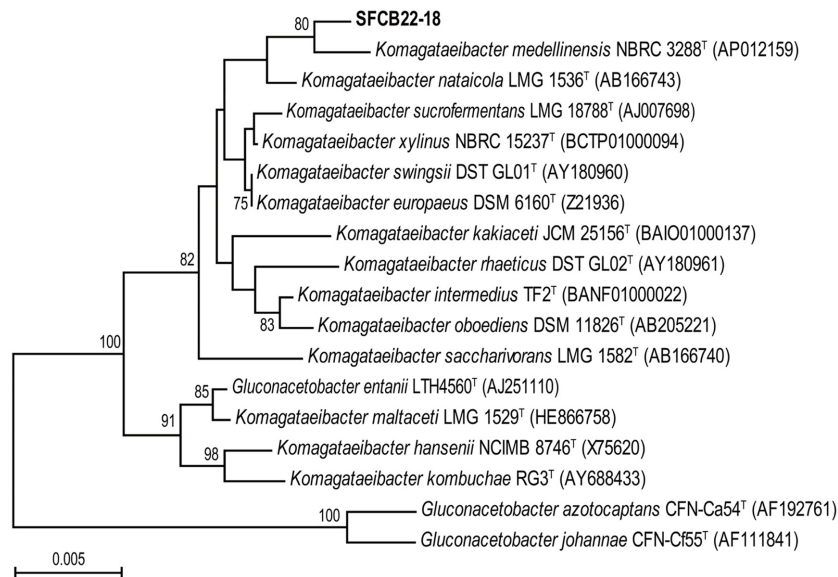 80
SFCB22-18
Komagataeibacter medellinensis NBRC 3288ᵀ (AP012159)
Komagataeibacter nataicola LMG 1536ᵀ (AB166743)
Komagataeibacter sucrofermentans LMG 18788ᵀ (AJ007698)
Komagataeibacter xylinus NBRC 15237ᵀ (BCTP01000094)
Komagataeibacter swingsii DST GL01ᵀ (AY180960)
75
Komagataeibacter europaeus DSM 6160ᵀ (Z21936)
Komagataeibacter kakiaceti JCM 25156ᵀ (BAIO01000137)
82
Komagataeibacter rhaeticus DST GL02ᵀ (AY180961)
Komagataeibacter intermedius TF2ᵀ (BANF01000022)
83
Komagataeibacter oboediens DSM 11826ᵀ (AB205221)
100
Komagataeibacter saccharivorans LMG 1582ᵀ (AB166740)
Gluconacetobacter entanii LTH4560ᵀ (AJ251110)
85
Komagataeibacter maltaceti LMG 1529ᵀ (HE866758)
91
Komagataeibacter hansenii NCIMB 8746ᵀ (X75620)
98
Komagataeibacter kombuchae RG3ᵀ (AY688433)
Gluconacetobacter azotocaptans CFN-Ca54ᵀ (AF192761)
100
Gluconacetobacter johannae CFN-Cf55ᵀ (AF111841)
0.005